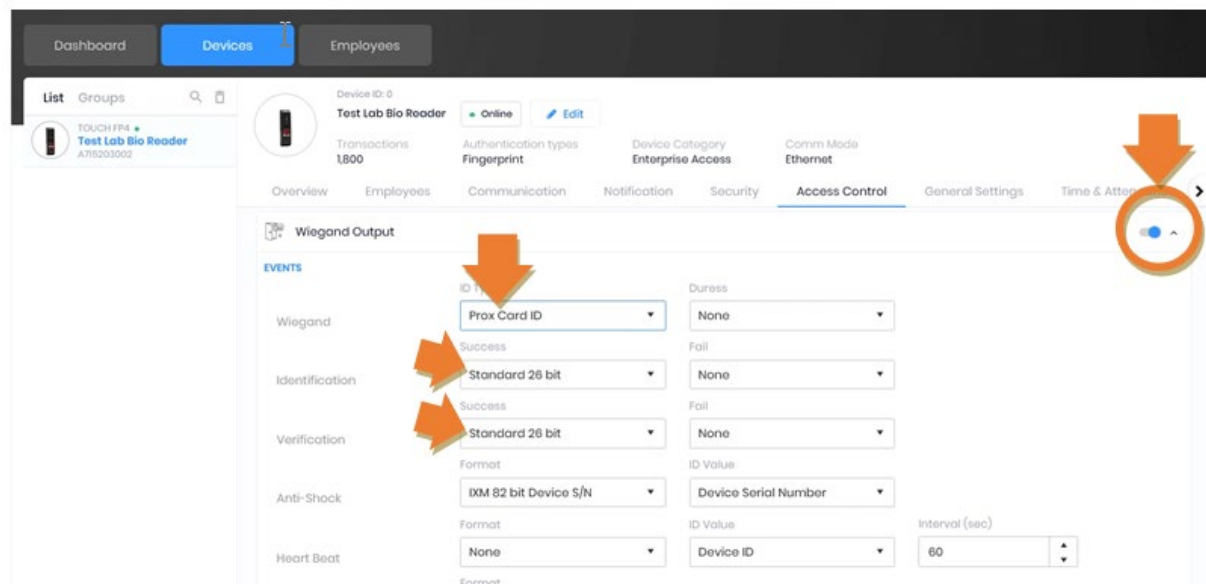 Dashboard
Devices
Employees
List Groups
TOUCH FP4
Test Lab Bio Reader
A715203002
Device ID: 0
Test Lab Bio Reader
Online
Edit
Transactions
1,800
Authentication types
Fingerprint
Device Category
Enterprise Access
Comm Mode
Ethernet
Overview Employees Communication Notification Security Access Control General Settings Time &
Wiegand Output
EVENTS
ID Duress
Wiegand Prox Card ID None
Success Fail
Identification Standard 26 bit None
Success Fail
Verification Standard 26 bit None
Format ID Value
Anti-Shock IXM 82 bit Device S/N Device Serial Number
Format ID Value Interval (sec)
Heart Beat None Device ID 60
Format